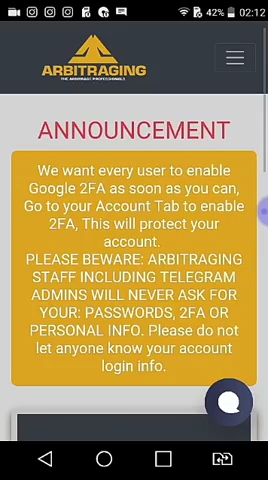 42% 02:12
ARBITRAGING
THE ARBITRAGE PROFESSIONALS
ANNOUNCEMENT
We want every user to enable
Google 2FA as soon as you can,
Go to your Account Tab to enable
2FA, This will protect your
account.
PLEASE BEWARE: ARBITRAGING
STAFF INCLUDING TELEGRAM
ADMINS WILL NEVER ASK FOR
YOUR: PASSWORDS, 2FA OR
PERSONAL INFO. Please do not
let anyone know your account
login info.